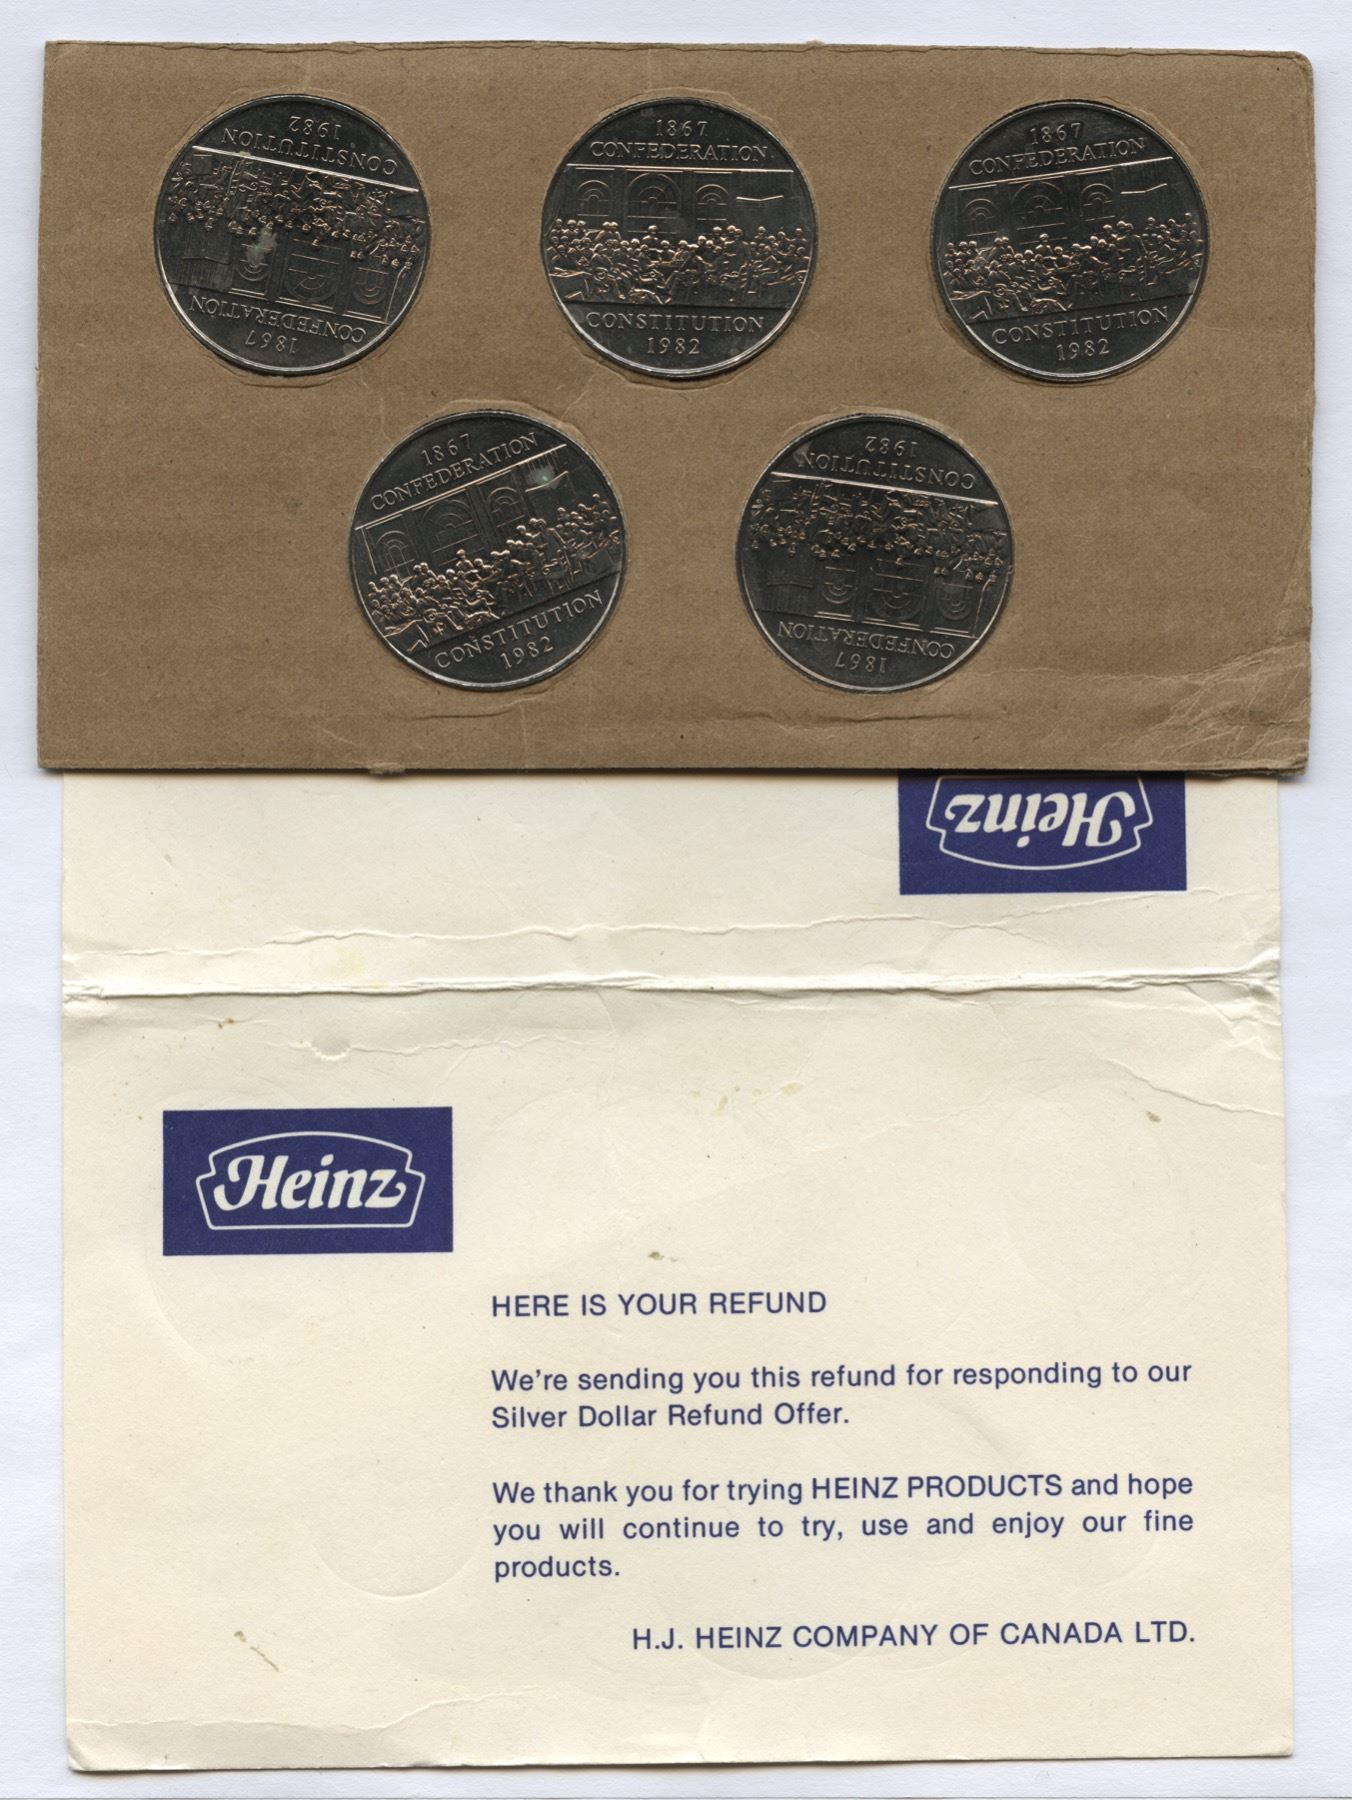 1982
CONSTITUTION
CONFEDERATION
1867
1867
CONFEDERATION
CONSTITUTION
1982
1867
CONFEDERATION
CONSTITUTION
1982
1867
CONFEDERATION
CONSTITUTION
1982
1982
CONSTITUTION
CONFEDERATION
1867
Heinz
Heinz
HERE IS YOUR REFUND
We're sending you this refund for responding to our
Silver Dollar Refund Offer.
We thank you for trying HEINZ PRODUCTS and hope
you will continue to try, use and enjoy our fine
products.
H.J. HEINZ COMPANY OF CANADA LTD.